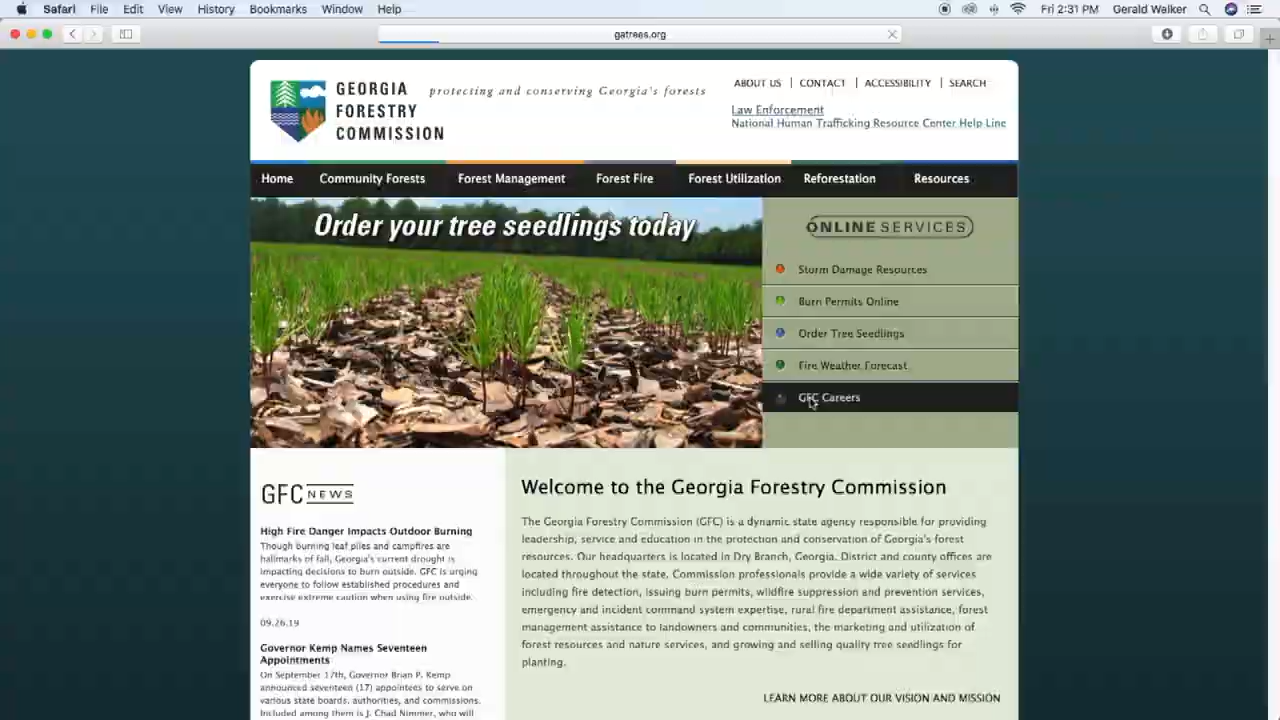 Safari File Edit View History Bookmarks Window Help Fri 2:31 PM Gerald Walker
gatrees.org
GEORGIA
FORESTRY
COMMISSION
protecting and conserving Georgia's forests
ABOUT US | CONTACT | ACCESSIBILITY | SEARCH
Law Enforcement
National Human Trafficking Resource Center Help Line
Home Community Forests Forest Management Forest Fire Forest Utilization Reforestation Resources
Order your tree seedlings today
ONLINE SERVICES
Storm Damage Resources
Burn Permits Online
Order Tree Seedlings
Fire Weather Forecast
GFC Careers
GFC NEWS
High Fire Danger Impacts Outdoor Burning
Though burning leaf piles and campfires are
hallmarks of fall, Georgia's current drought is
impacting decisions to burn outside. GFC is urging
everyone to follow established procedures and
exercise extreme caution when using fire outside.
09.26.19
Governor Kemp Names Seventeen
Appointments
On September 17th, Governor Brian P. Kemp
announced seventeen (17) appointees to serve on
various state boards, authorities, and commissions.
Included among them is J. Chad Nimmer, who will
Welcome to the Georgia Forestry Commission
The Georgia Forestry Commission (GFC) is a dynamic state agency responsible for providing
leadership, service and education in the protection and conservation of Georgia's forest
resources. Our headquarters is located in Dry Branch, Georgia. District and county offices are
located throughout the state. Commission professionals provide a wide variety of services
including fire detection, issuing burn permits, wildfire suppression and prevention services,
emergency and incident command system expertise, rural fire department assistance, forest
management assistance to landowners and communities, the marketing and utilization of
forest resources and nature services, and growing and selling quality tree seedlings for
planting.
LEARN MORE ABOUT OUR VISION AND MISSION